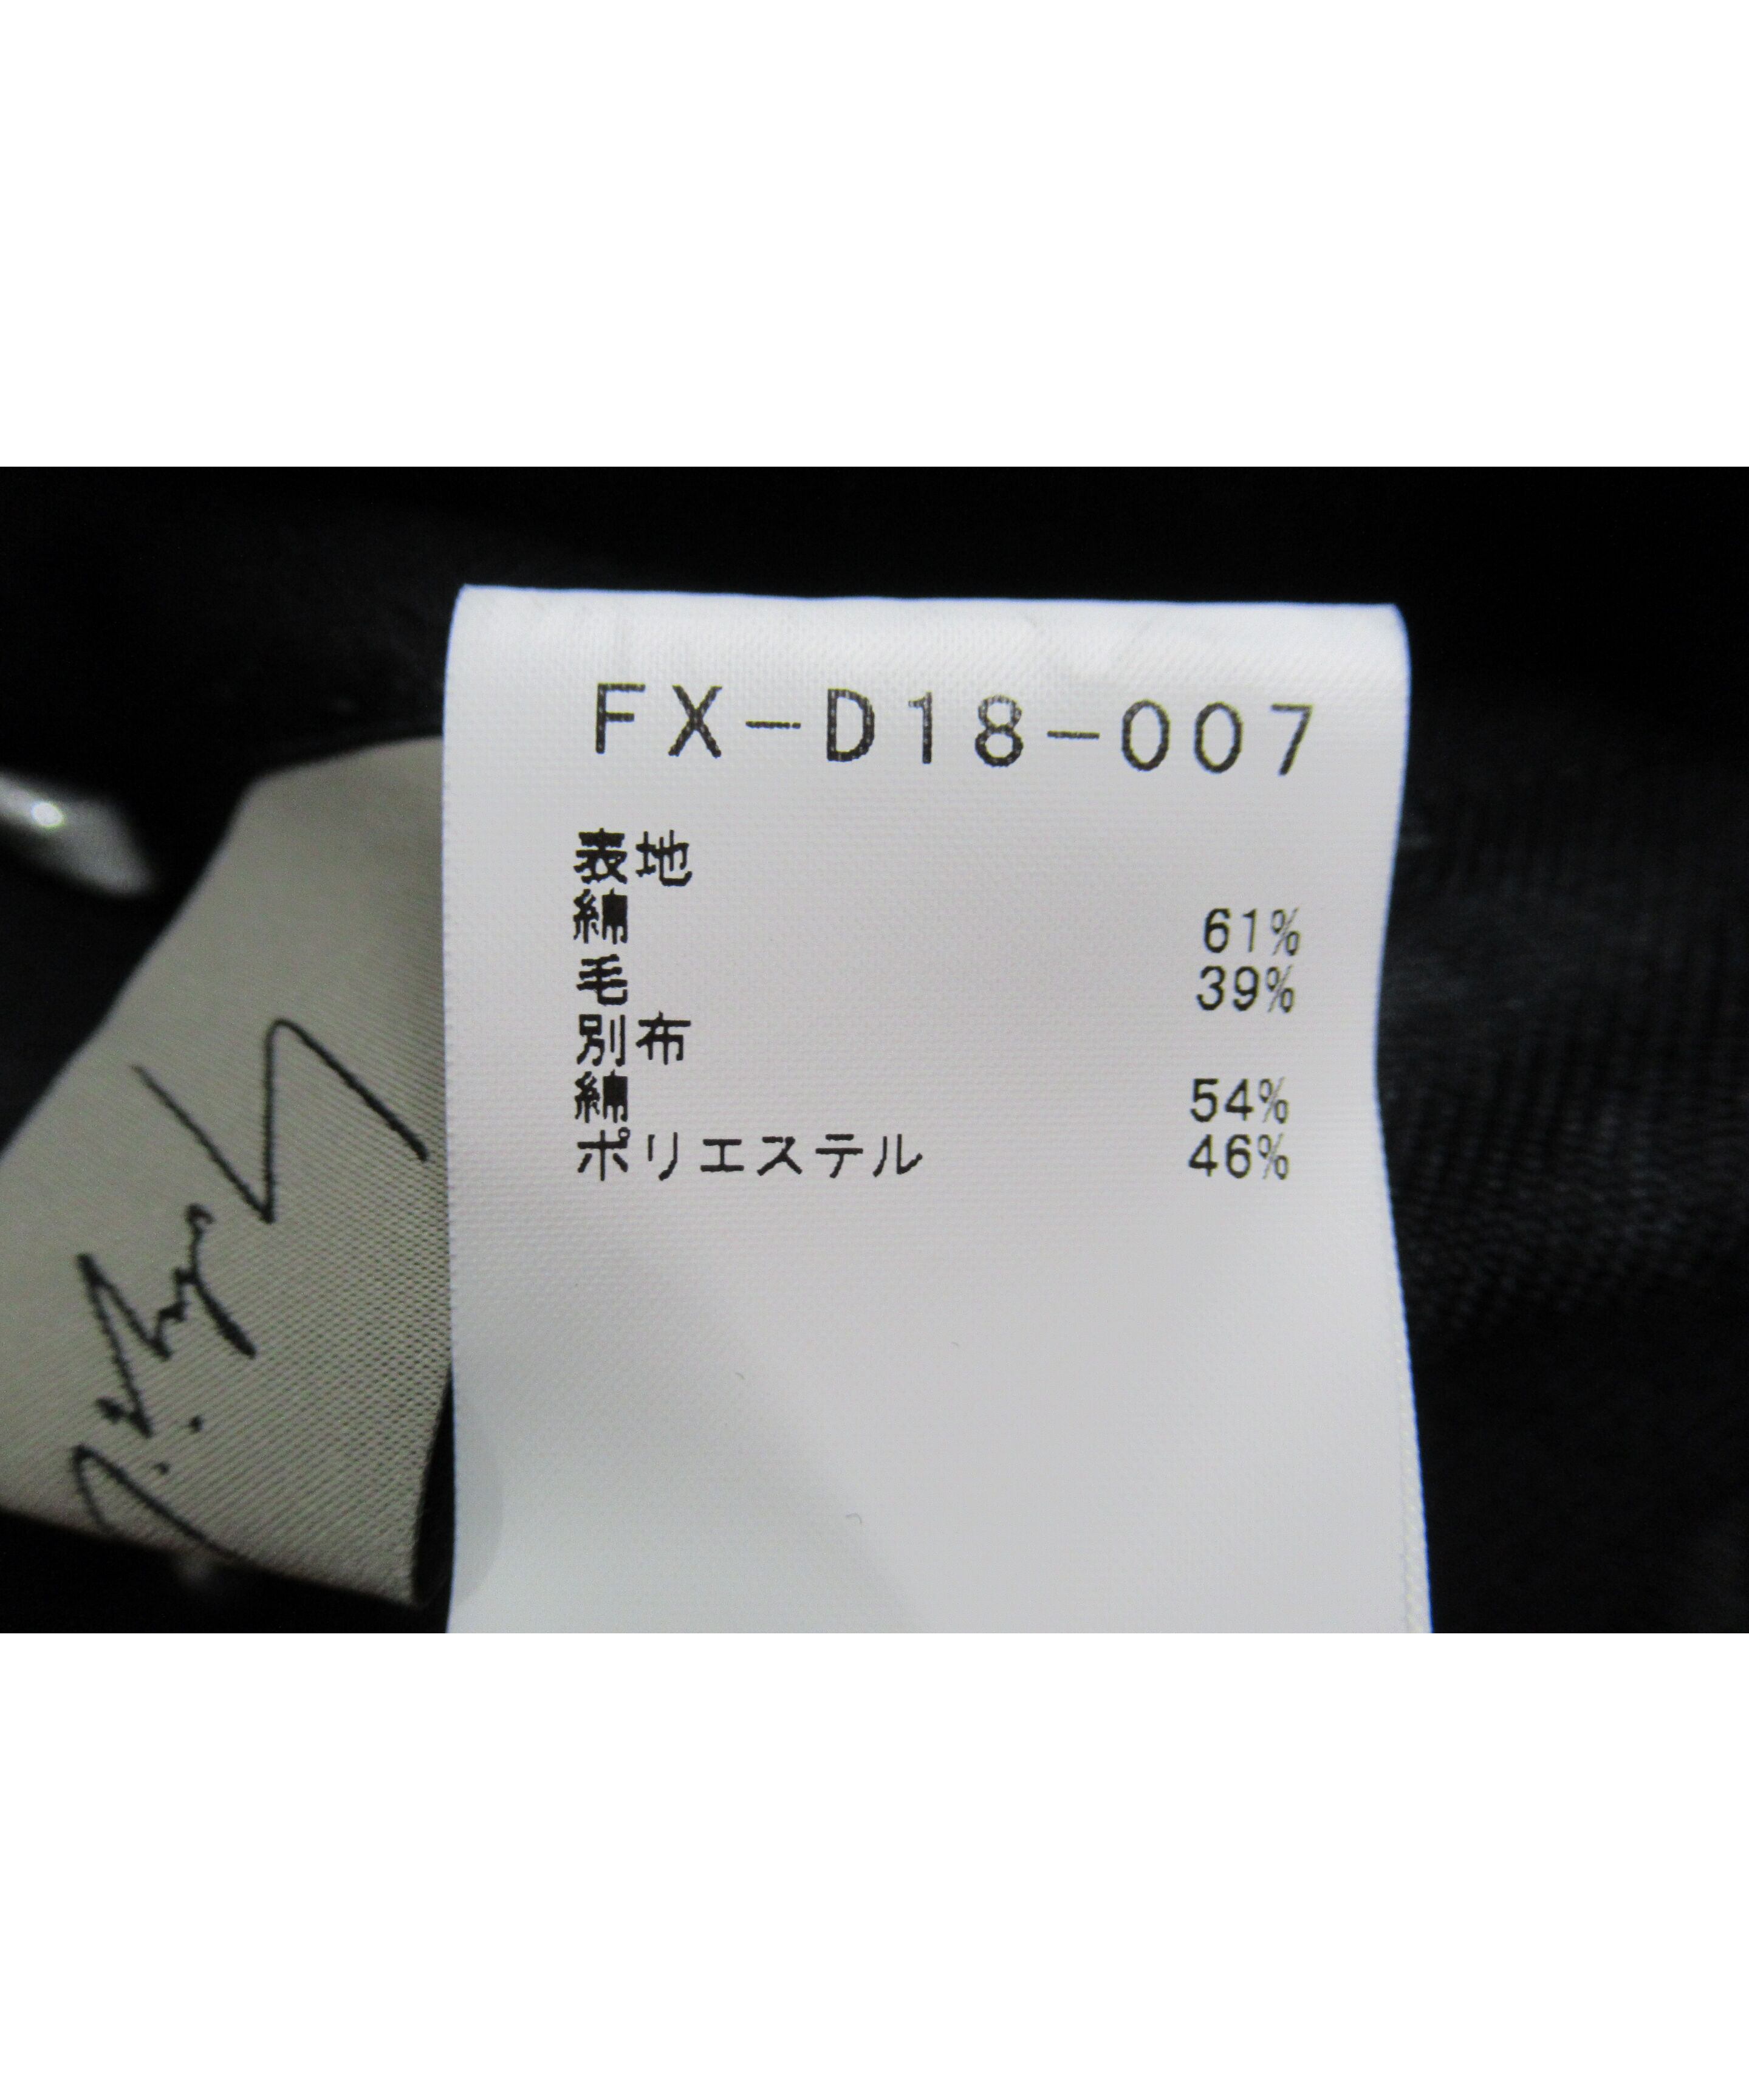 FX-D18-007
表地
綿 61%
毛 39%
別布
綿 54%
ポリエステル 46%